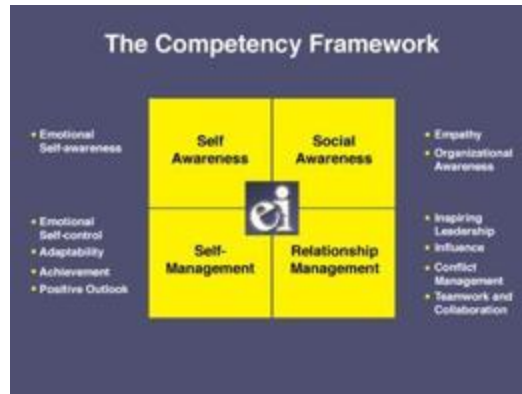 The Competency Framework
• Emotional
Self-awareness
Self
Awareness
Social
Awareness
• Empathy
• Organizational
Awareness
ei
• Emotional
Self-control
• Adaptability
• Achievement
• Positive Outlook
Self-
Management
Relationship
Management
• Inspiring
Leadership
• Influence
• Conflict
Management
• Teamwork and
Collaboration